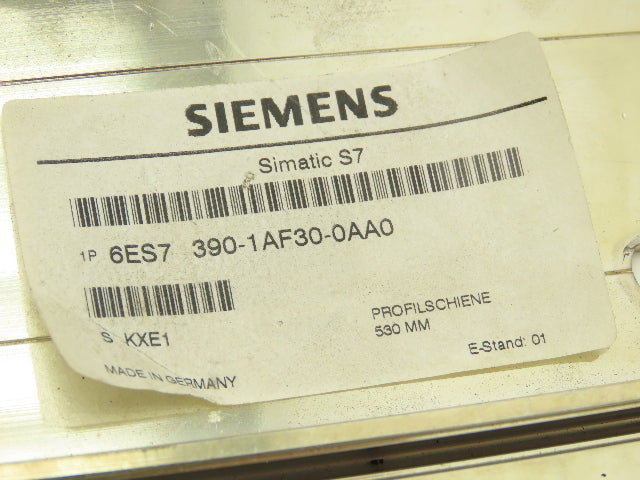 SIEMENS
Simatic S7
1P 6ES7 390-1AF30-0AA0
S KXE1
PROFILSCHIENE
530 MM
E-Stand: 01
MADE IN GERMANY